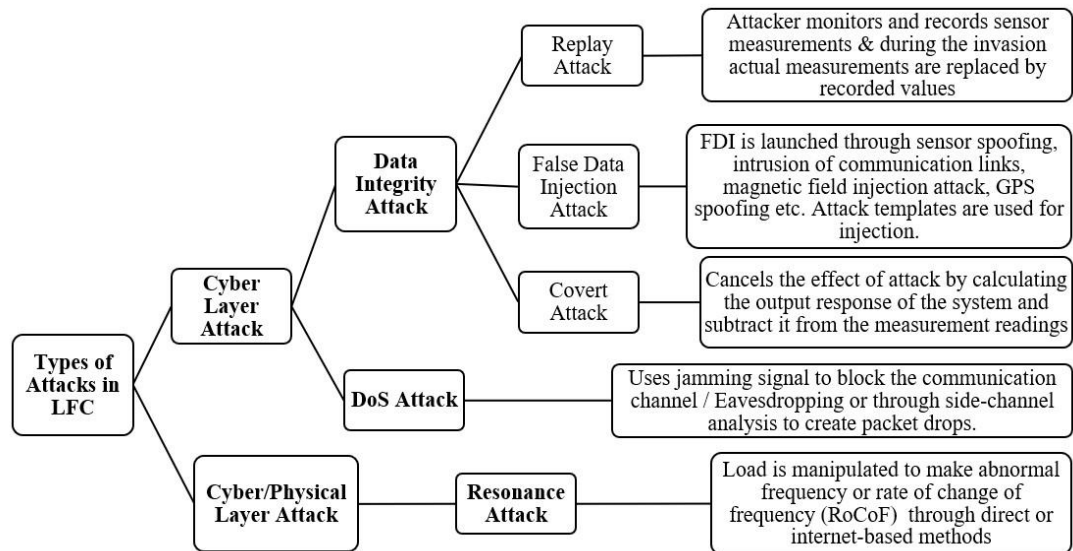 Types of
Attacks in
LFC
Cyber
Layer
Attack
Data
Integrity
Attack
Replay
Attack
Attacker monitors and records sensor
measurements & during the invasion
actual measurements are replaced by
recorded values
False Data
Injection
Attack
FDI is launched through sensor spoofing,
intrusion of communication links,
magnetic field injection attack, GPS
spoofing etc. Attack templates are used for
injection.
Covert
Attack
Cancels the effect of attack by calculating
the output response of the system and
subtract it from the measurement readings
DoS Attack
Uses jamming signal to block the communication
channel / Eavesdropping or through side-channel
analysis to create packet drops.
Cyber/Physical
Layer Attack
Resonance
Attack
Load is manipulated to make abnormal
frequency or rate of change of
frequency (RoCoF) through direct or
internet-based methods